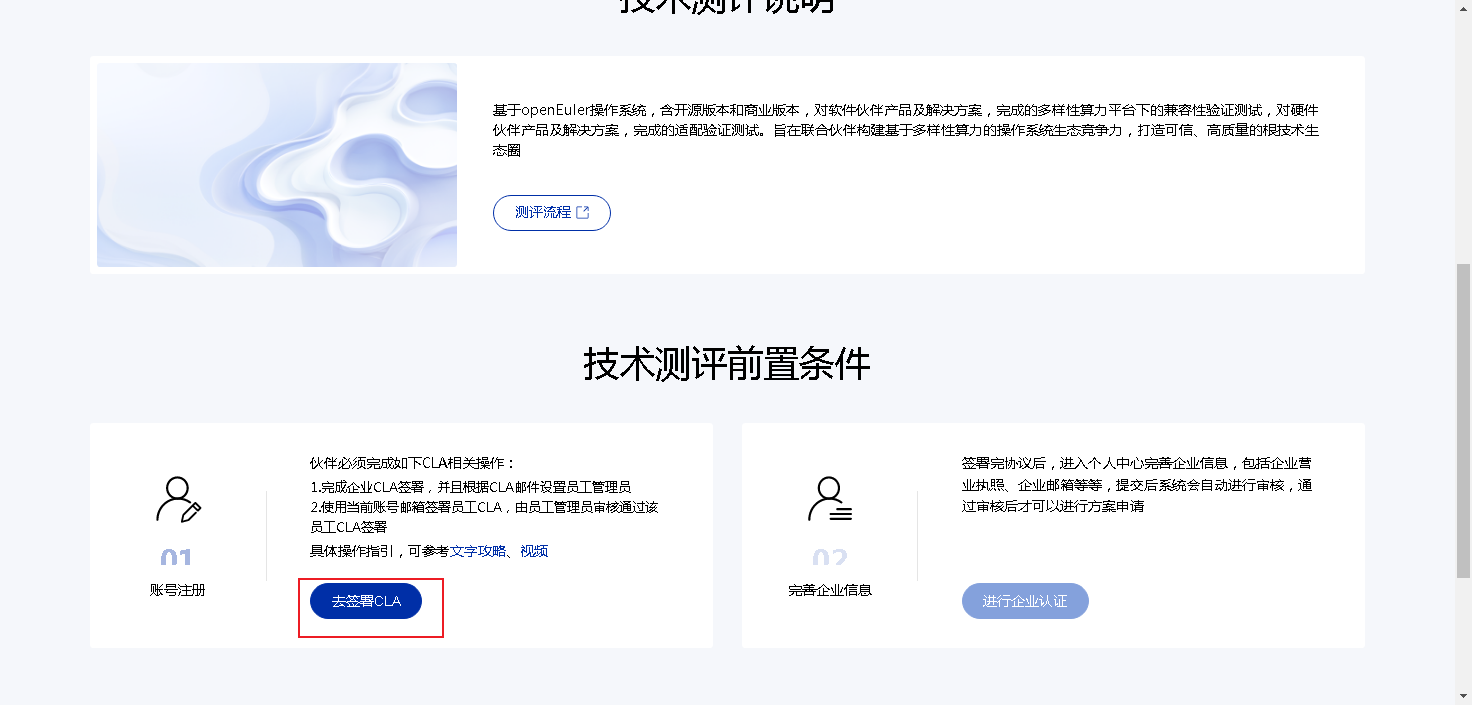 技术测评说明
基于openEuler操作系统，含开源版本和商业版本，对软件伙伴产品及解决方案，完成的多样性算力平台下的兼容性验证测试，对硬件
伙伴产品及解决方案，完成的适配验证测试。旨在联合伙伴构建基于多样性算力的操作系统生态竞争力，打造可信、高质量的根技术生
态圈
测评流程
技术测评前置条件
伙伴必须完成如下CLA相关操作：
1.完成企业CLA签署，并且根据CLA邮件设置员工管理员
2.使用当前账号邮箱签署员工CLA，由员工管理员审核通过该
员工CLA签署
具体操作指引，可参考文字攻略、视频
01
账号注册
去签署CLA
签署完协议后，进入个人中心完善企业信息，包括企业营
业执照、企业邮箱等等，提交后系统会自动进行审核，通
过审核后才可以进行方案申请
02
完善企业信息
进行企业认证